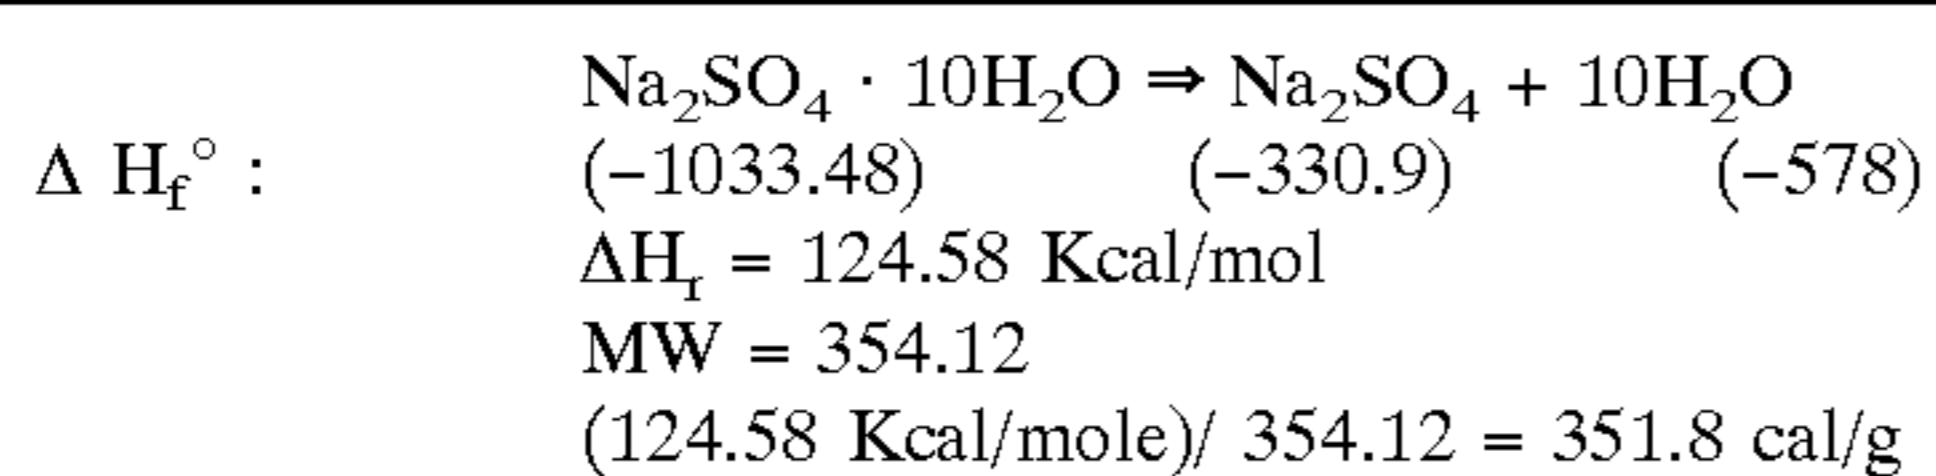 Na₂SO₄ · 10H₂O ⇒ Na₂SO₄ + 10H₂O
Δ H_f° : (−1033.48) (−330.9) (−578)
ΔH_r = 124.58 Kcal/mol
MW = 354.12
(124.58 Kcal/mole)/ 354.12 = 351.8 cal/g